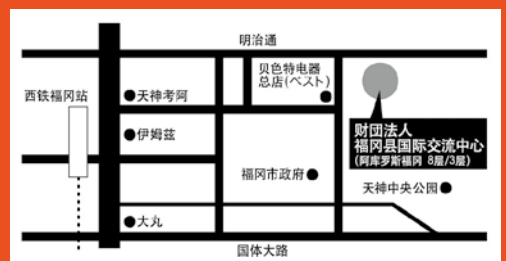 明治通
贝色特电器
总店(ベスト)
西铁福冈站
天神考阿
伊姆兹
财团法人
福冈县国际交流中心
(阿库罗斯福冈 8层/3层)
福冈市政府
天神中央公园
大丸
国体大路